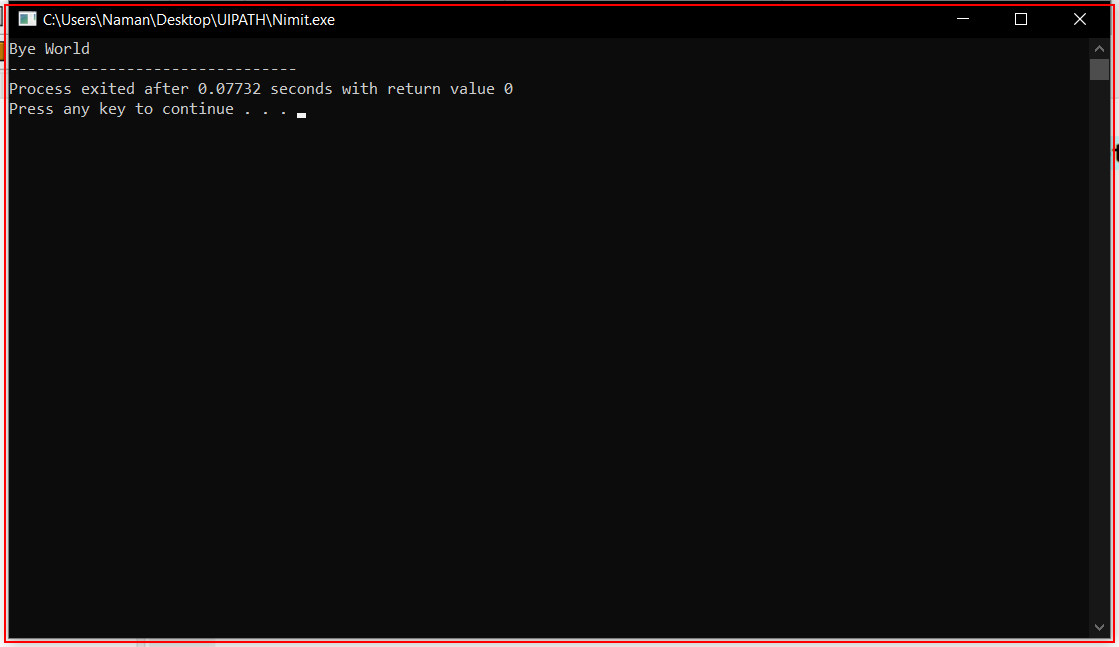 C:\Users\Naman\Desktop\UIPATH\Nimit.exe
Bye World
--------------------------------
Process exited after 0.07732 seconds with return value 0
Press any key to continue . . .